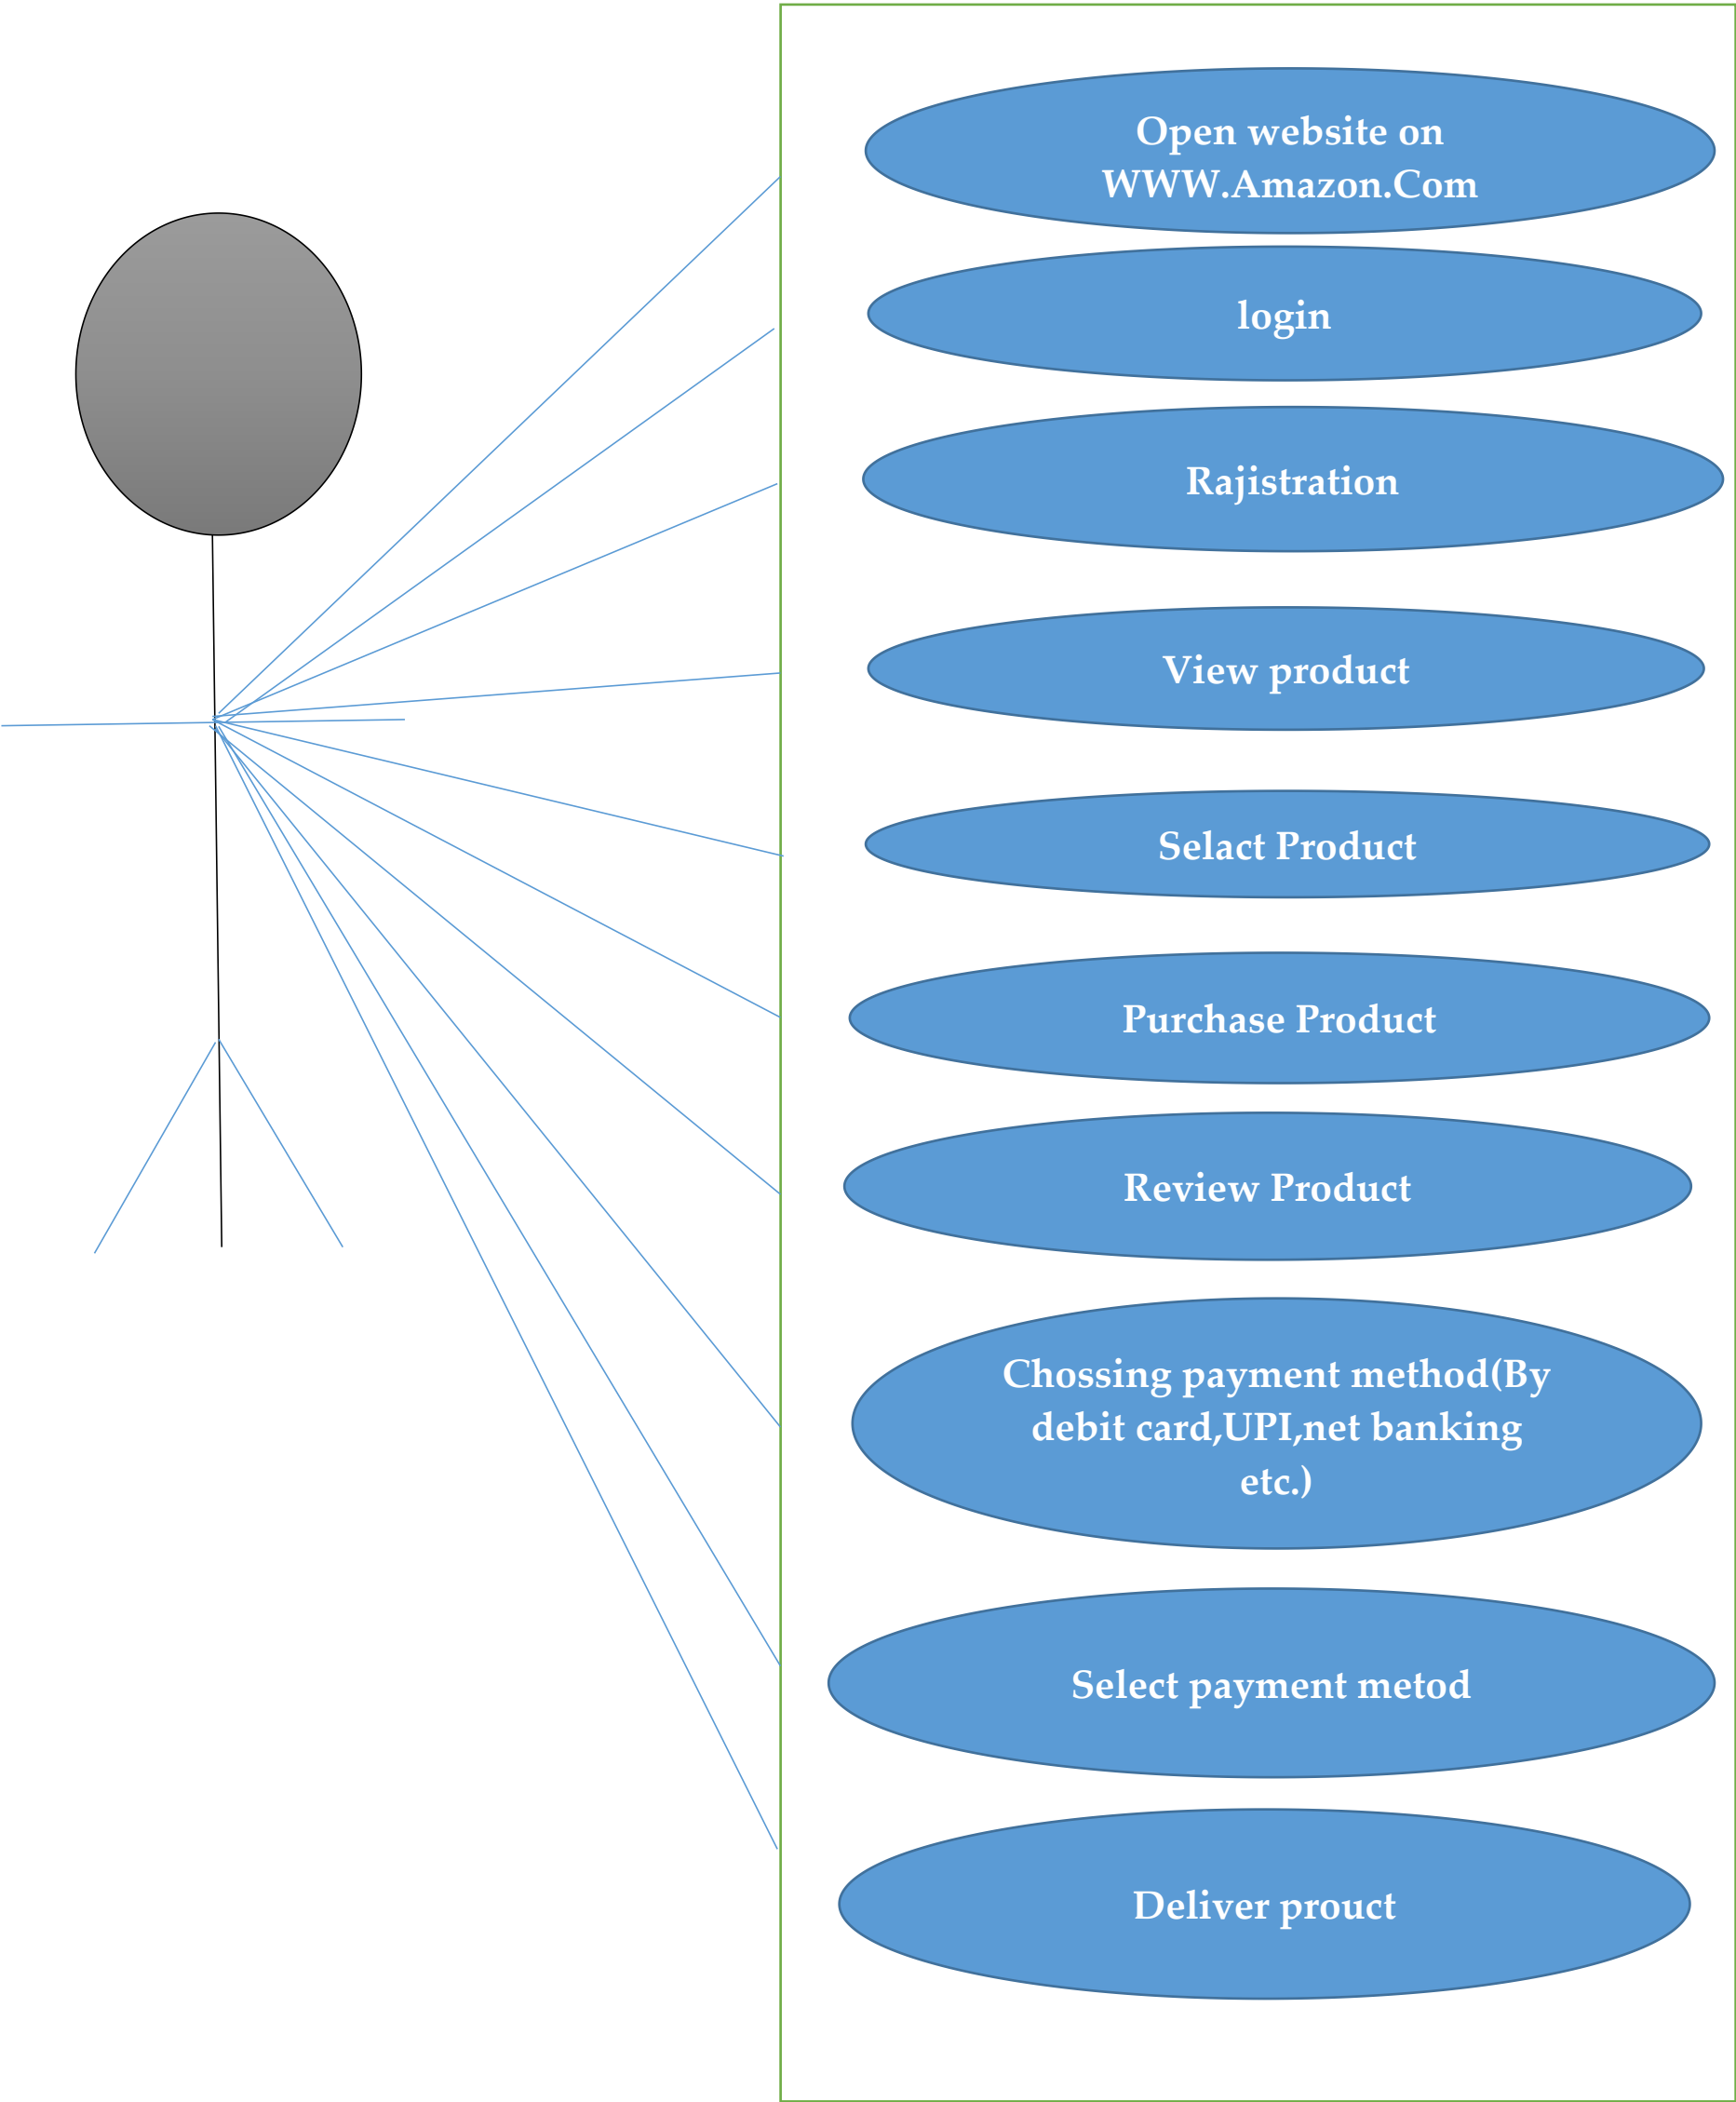 Open website on
WWW.Amazon.Com
login
Rajistration
View product
Selact Product
Purchase Product
Review Product
Chossing payment method(By
debit card,UPI,net banking
etc.)
Select payment metod
Deliver prouct